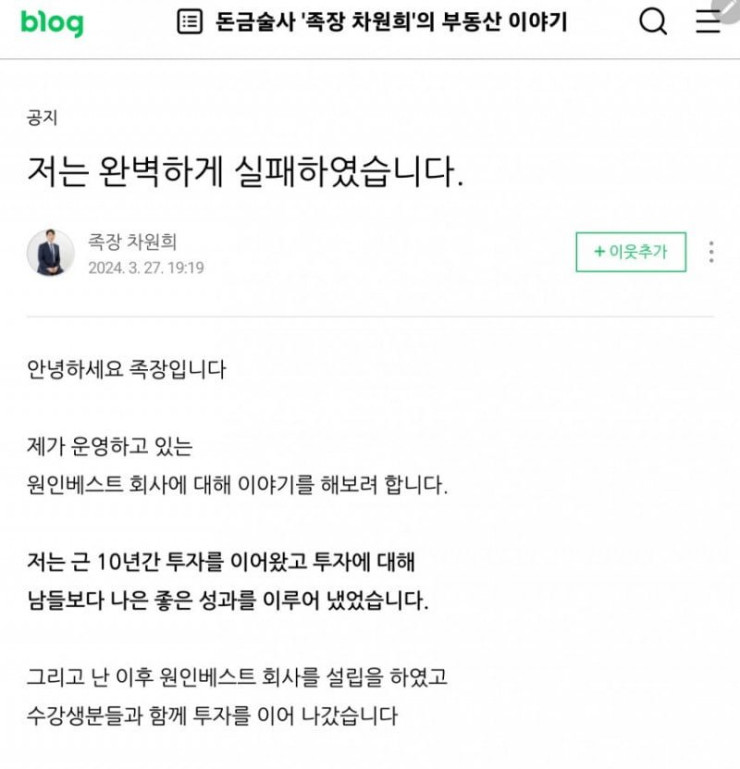 blog
돈금술사 '족장 차원희'의 부동산 이야기
공지
저는 완벽하게 실패하였습니다.
족장 차원희
2024. 3. 27. 19:19
+ 이웃추가
안녕하세요 족장입니다
제가 운영하고 있는
원인베스트 회사에 대해 이야기를 해보려 합니다.
저는 근 10년간 투자를 이어왔고 투자에 대해
남들보다 나은 좋은 성과를 이루어 냈었습니다.
그리고 난 이후 원인베스트 회사를 설립을 하였고
수강생분들과 함께 투자를 이어 나갔습니다